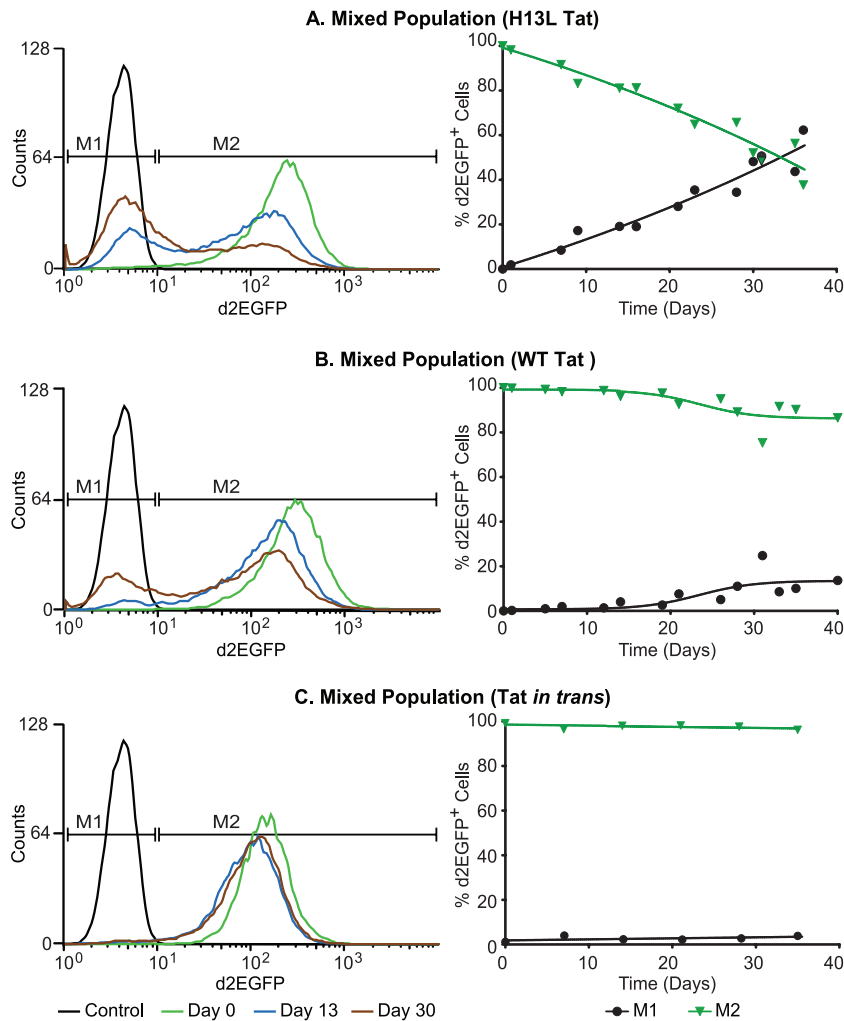 A. Mixed Population (H13L Tat)
128
64
0
Counts
M1
M2
10^0
10^1
10^2
10^3
d2EGFP
100
80
60
40
20
0
% d2EGFP+ Cells
0
10
20
30
40
Time (Days)
B. Mixed Population (WT Tat )
128
64
0
Counts
M1
M2
10^0
10^1
10^2
10^3
d2EGFP
100
80
60
40
20
0
% d2EGFP+ Cells
0
10
20
30
40
Time (Days)
C. Mixed Population (Tat in trans)
128
64
0
Counts
M1
M2
10^0
10^1
10^2
10^3
d2EGFP
100
80
60
40
20
0
% d2EGFP+ Cells
0
10
20
30
40
Time (Days)
Control
Day 0
Day 13
Day 30
M1
M2